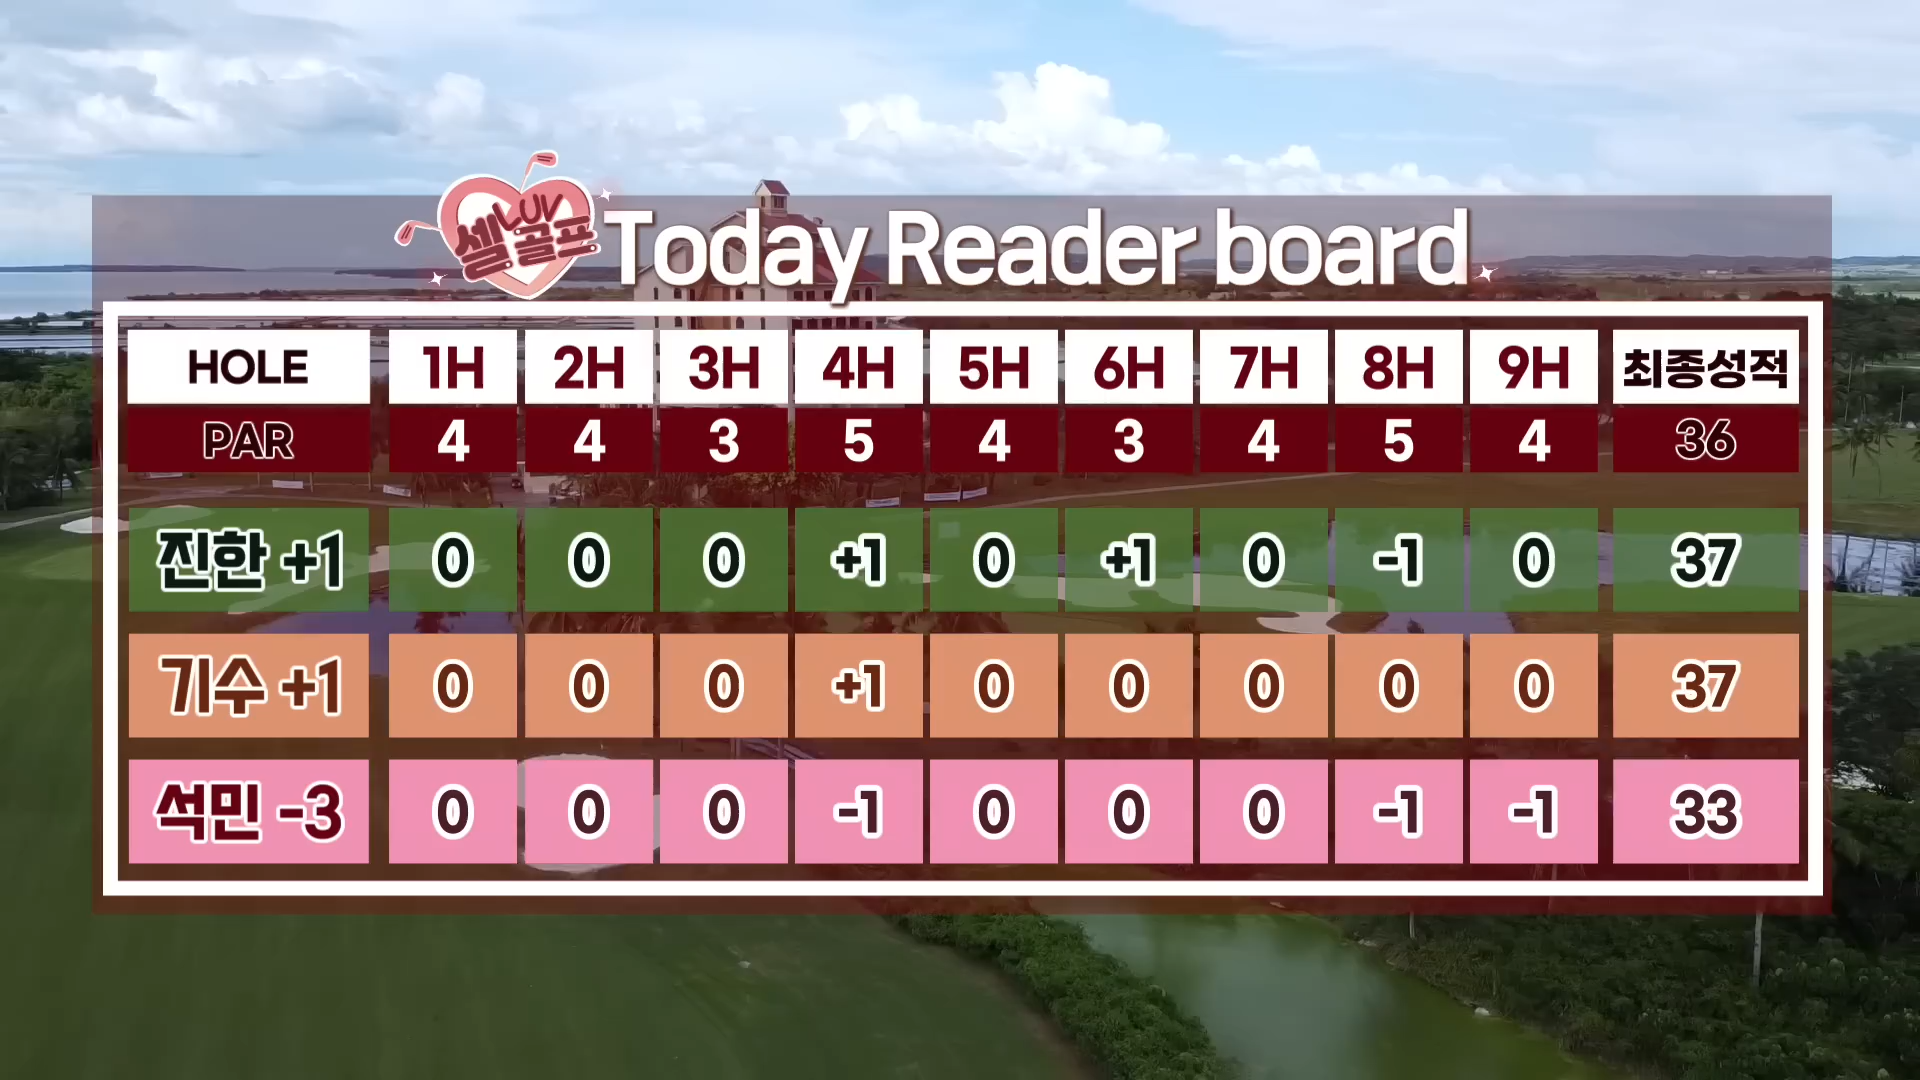 셀LUV골프
Today Reader board
HOLE 1H 2H 3H 4H 5H 6H 7H 8H 9H 최종성적
PAR 4 4 3 5 4 3 4 5 4 36
진한 +1 0 0 0 +1 0 +1 0 -1 0 37
기수 +1 0 0 0 +1 0 0 0 0 0 37
석민 -3 0 0 0 -1 0 0 0 -1 -1 33